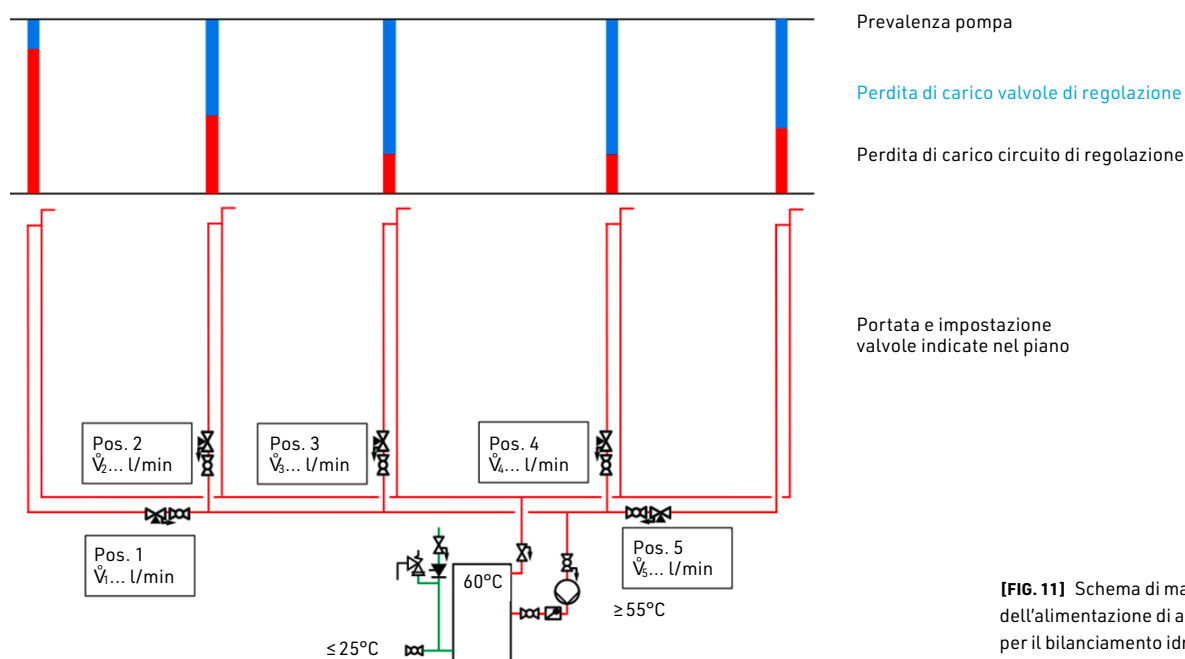 Prevalenza pompa
Perdita di carico valvole di regolazione
Perdita di carico circuito di regolazione
Portata e impostazione
valvole indicate nel piano
Pos. 2
V̊₂... l/min
Pos. 3
V̊₃... l/min
Pos. 4
V̊₄... l/min
Pos. 1
V̊₁... l/min
Pos. 5
V̊₅... l/min
60°C
≥55°C
≤25°C
[FIG. 11] Schema di ma
dell'alimentazione di a
per il bilanciamento idr